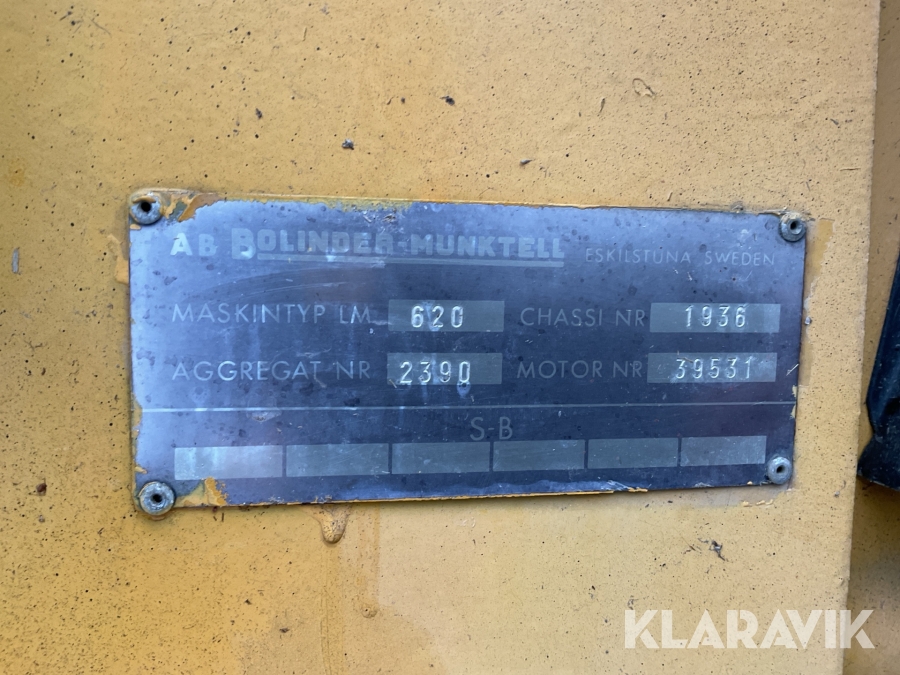 AB BOLINDER-MUNKTELL ESKILSTUNA SWEDEN
MASKINTYP LM 620 CHASSI NR 1936
AGGREGAT NR 2390 MOTOR NR 39531
S-B
KLARAVIK